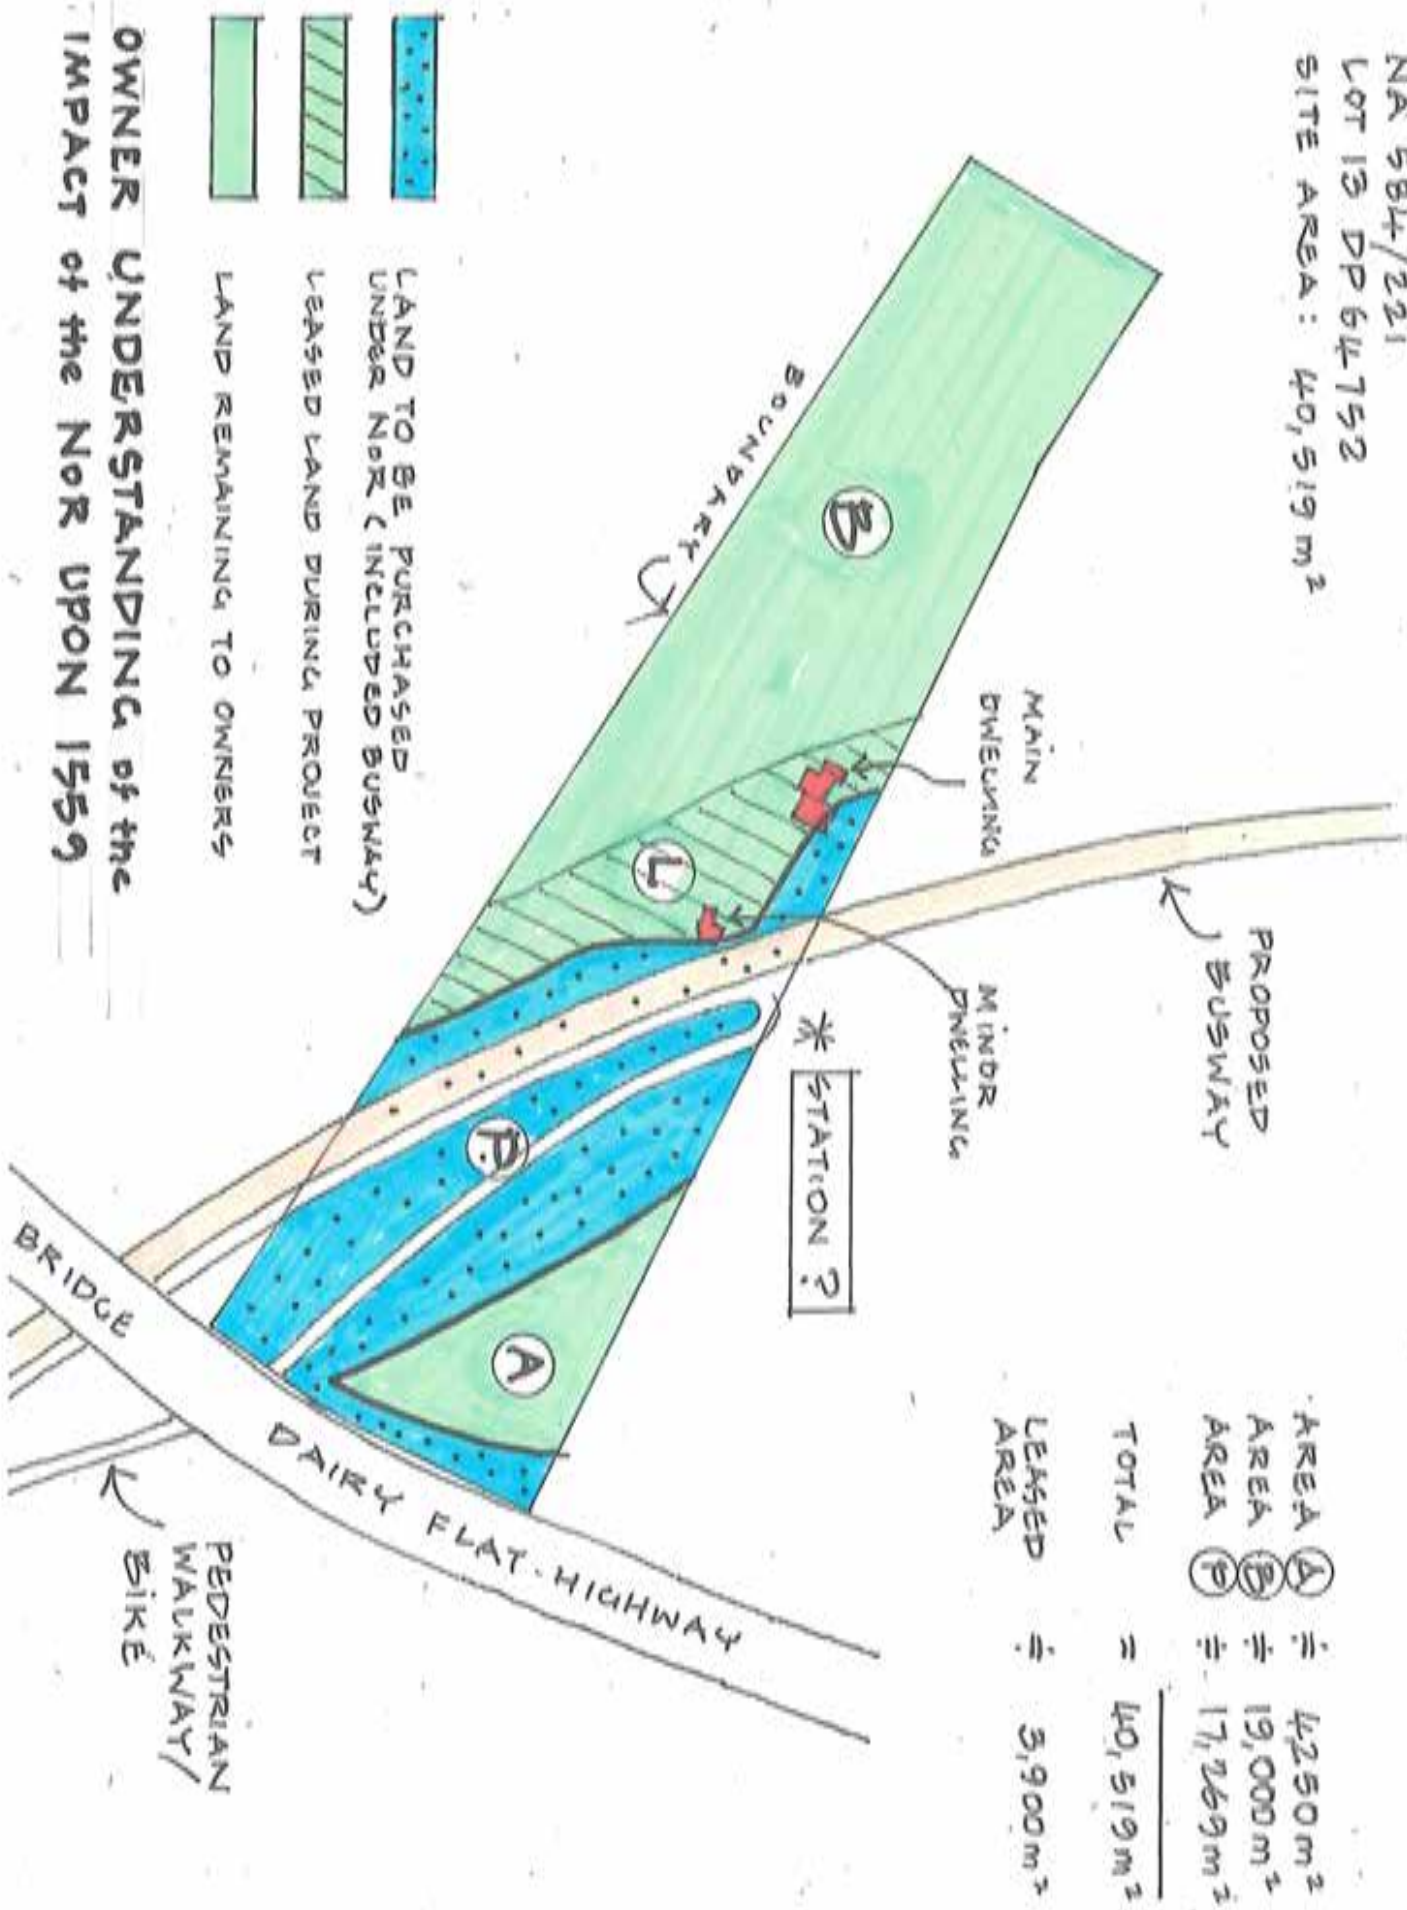 NA 584/221
LOT 13 DP 64752
SITE AREA: 40,519 m²
AREA A ≑ 4,250 m²
AREA B ≑ 19,000 m²
AREA P ≑ 17,269 m²
TOTAL = 40,519 m²
LEASED AREA ≑ 3,900 m²
PROPOSED
BUSWAY
MAIN
DWELLING
MINOR
DWELLING
* STATION ?
BOUNDARY
B
L
P
A
BRIDGE
DAIRY FLAT-HIGHWAY
PEDESTRIAN
WALKWAY/
BIKE
LAND TO BE PURCHASED
UNDER NoR (INCLUDED BUSWAY)
LEASED LAND DURING PROJECT
LAND REMAINING TO OWNERS
OWNER UNDERSTANDING of the
IMPACT of the NoR UPON 1559